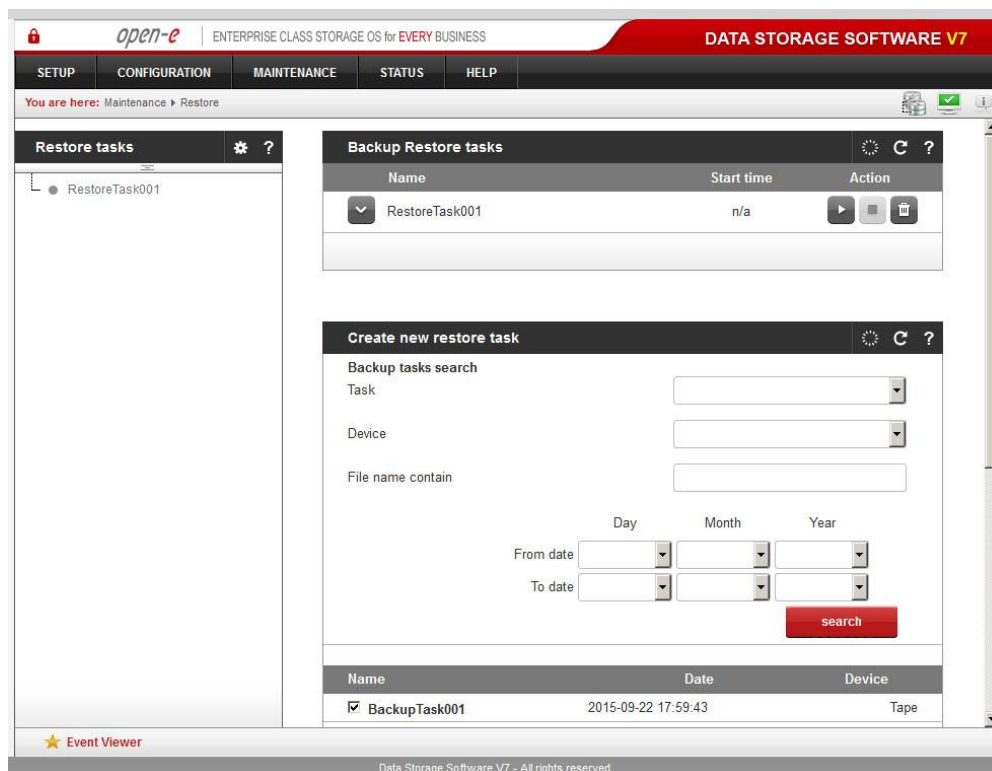 open-e ENTERPRISE CLASS STORAGE OS for EVERY BUSINESS DATA STORAGE SOFTWARE V7
SETUP CONFIGURATION MAINTENANCE STATUS HELP
You are here: Maintenance Restore
Restore tasks ?
RestoreTask001
Backup Restore tasks ?
Name Start time Action
RestoreTask001 n/a
Create new restore task ?
Backup tasks search
Task
Device
File name contain
Day Month Year
From date
To date
search
Name Date Device
BackupTask001 2015-09-22 17:59:43 Tape
Event Viewer
Data Storage Software V7 - All rights reserved